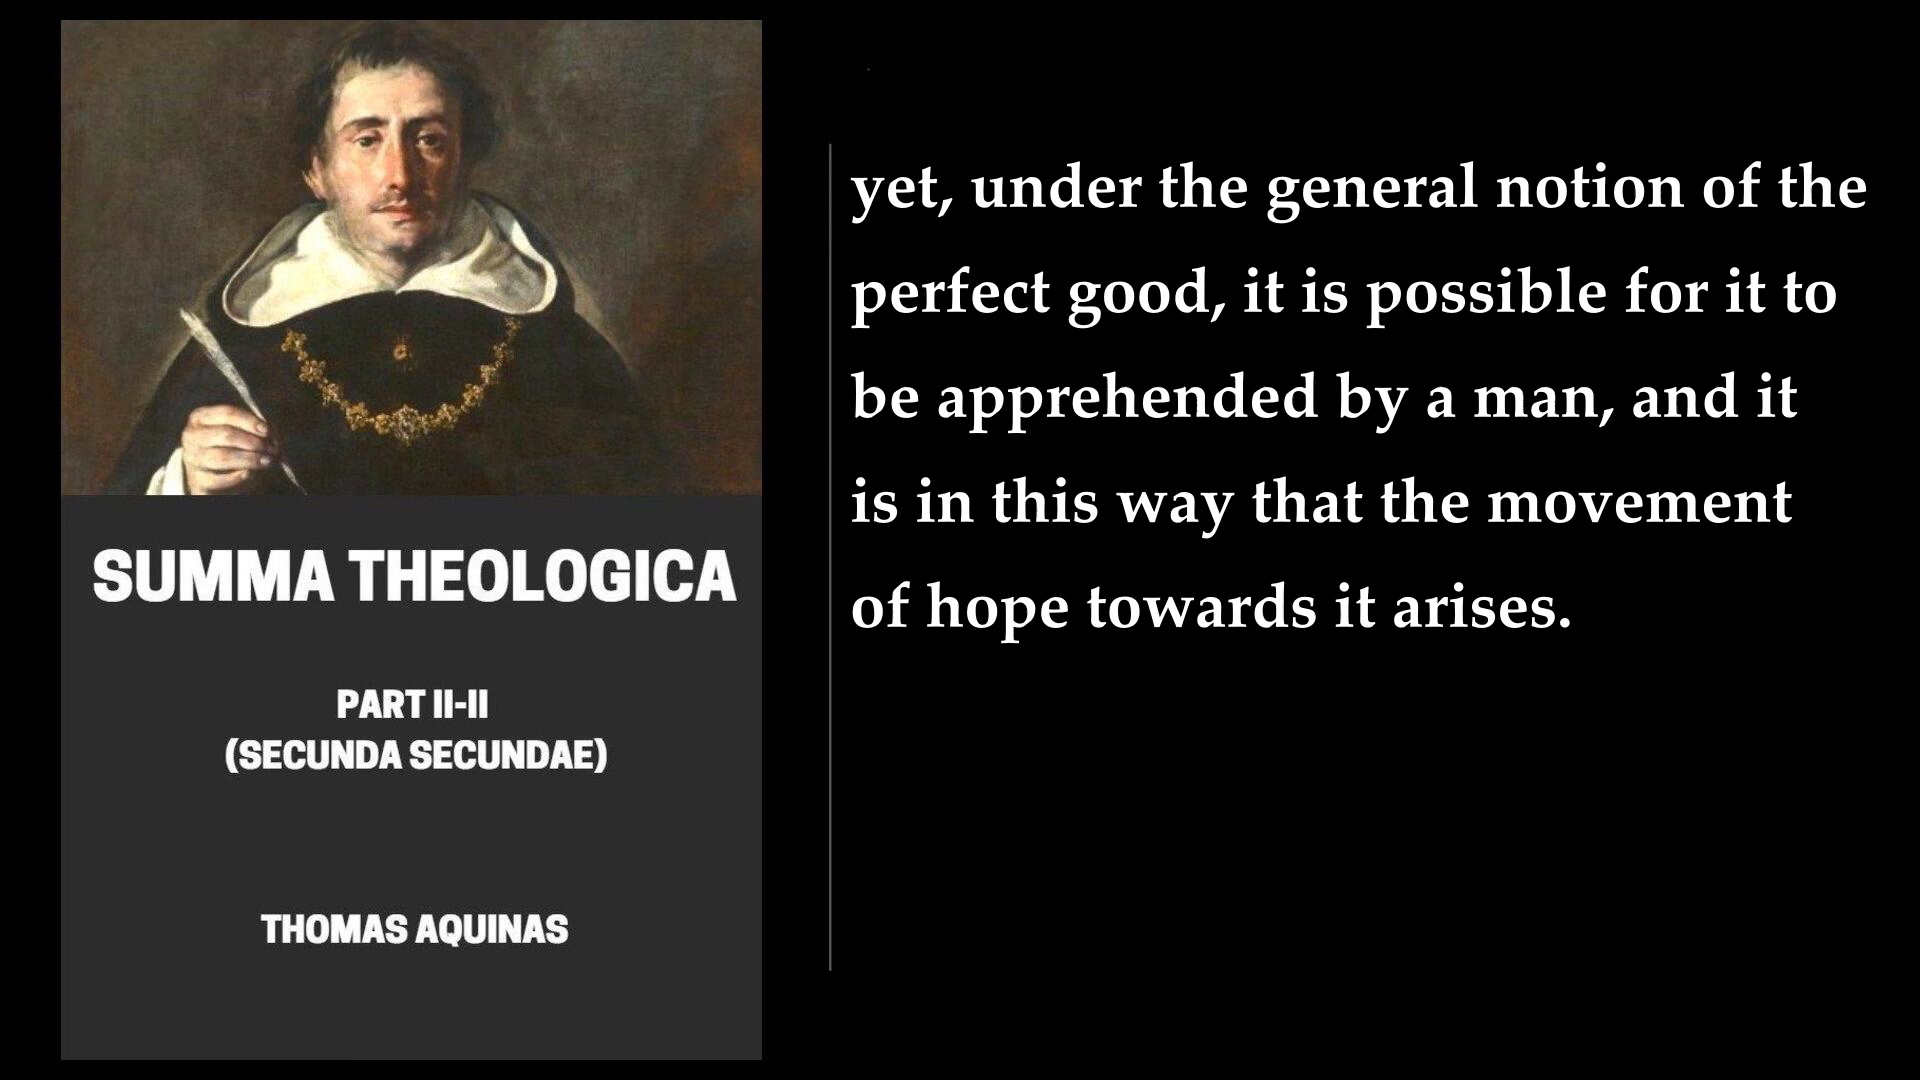 SUMMA THEOLOGICA
PART II-II
(SECUNDA SECUNDAE)
THOMAS AQUINAS
yet, under the general notion of the
perfect good, it is possible for it to
be apprehended by a man, and it
is in this way that the movement
of hope towards it arises.